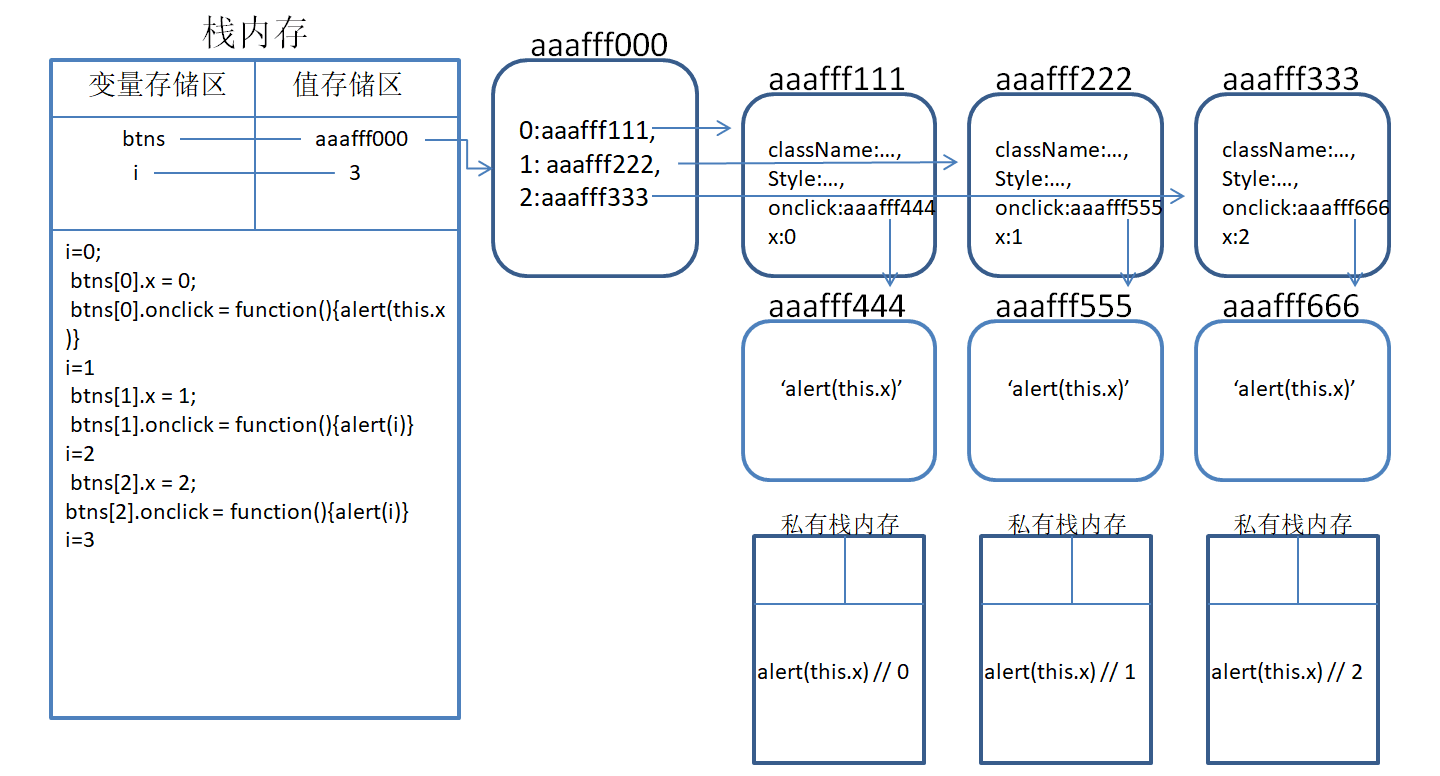 栈内存
变量存储区
值存储区
btns
aaafff000
i
3
i=0;
btns[0].x = 0;
btns[0].onclick = function(){alert(this.x
)}
i=1
btns[1].x = 1;
btns[1].onclick = function(){alert(i)}
i=2
btns[2].x = 2;
btns[2].onclick = function(){alert(i)}
i=3
aaafff000
0:aaafff111,
1: aaafff222,
2:aaafff333
aaafff111
className:...,
Style:...,
onclick:aaafff444
x:0
aaafff222
className:...,
Style:...,
onclick:aaafff555
x:1
aaafff333
className:...,
Style:...,
onclick:aaafff666
x:2
aaafff444
‘alert(this.x)’
aaafff555
‘alert(this.x)’
aaafff666
‘alert(this.x)’
私有栈内存
alert(this.x) // 0
私有栈内存
alert(this.x) // 1
私有栈内存
alert(this.x) // 2